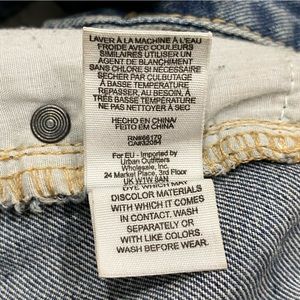 LAVER À LA MACHINE À L'EAU
FROIDE AVEC COULEURS
SIMILAIRES UTILISER UN
AGENT DE BLANCHIMENT
SANS CHLORE SI NÉCESSAIRE
SÉCHER PAR CULBUTAGE
À BASSE TEMPÉRATURE
REPASSER, AU BESOIN, À
TRÈS BASSE TEMPÉRATURE
NE PAS NETTOYER À SEC
HECHO EN CHINA/
FEITO EM CHINA/
For EU - Imported by
Urban Outfitters
Wholesale, Inc.
24 Market Place, 3rd Floor
UK W1W 8AN
DYE WHICH MAY
DISCOLOR MATERIALS
WITH WHICH IT COMES
IN CONTACT. WASH
SEPARATELY OR
WITH LIKE COLORS.
WASH BEFORE WEAR.